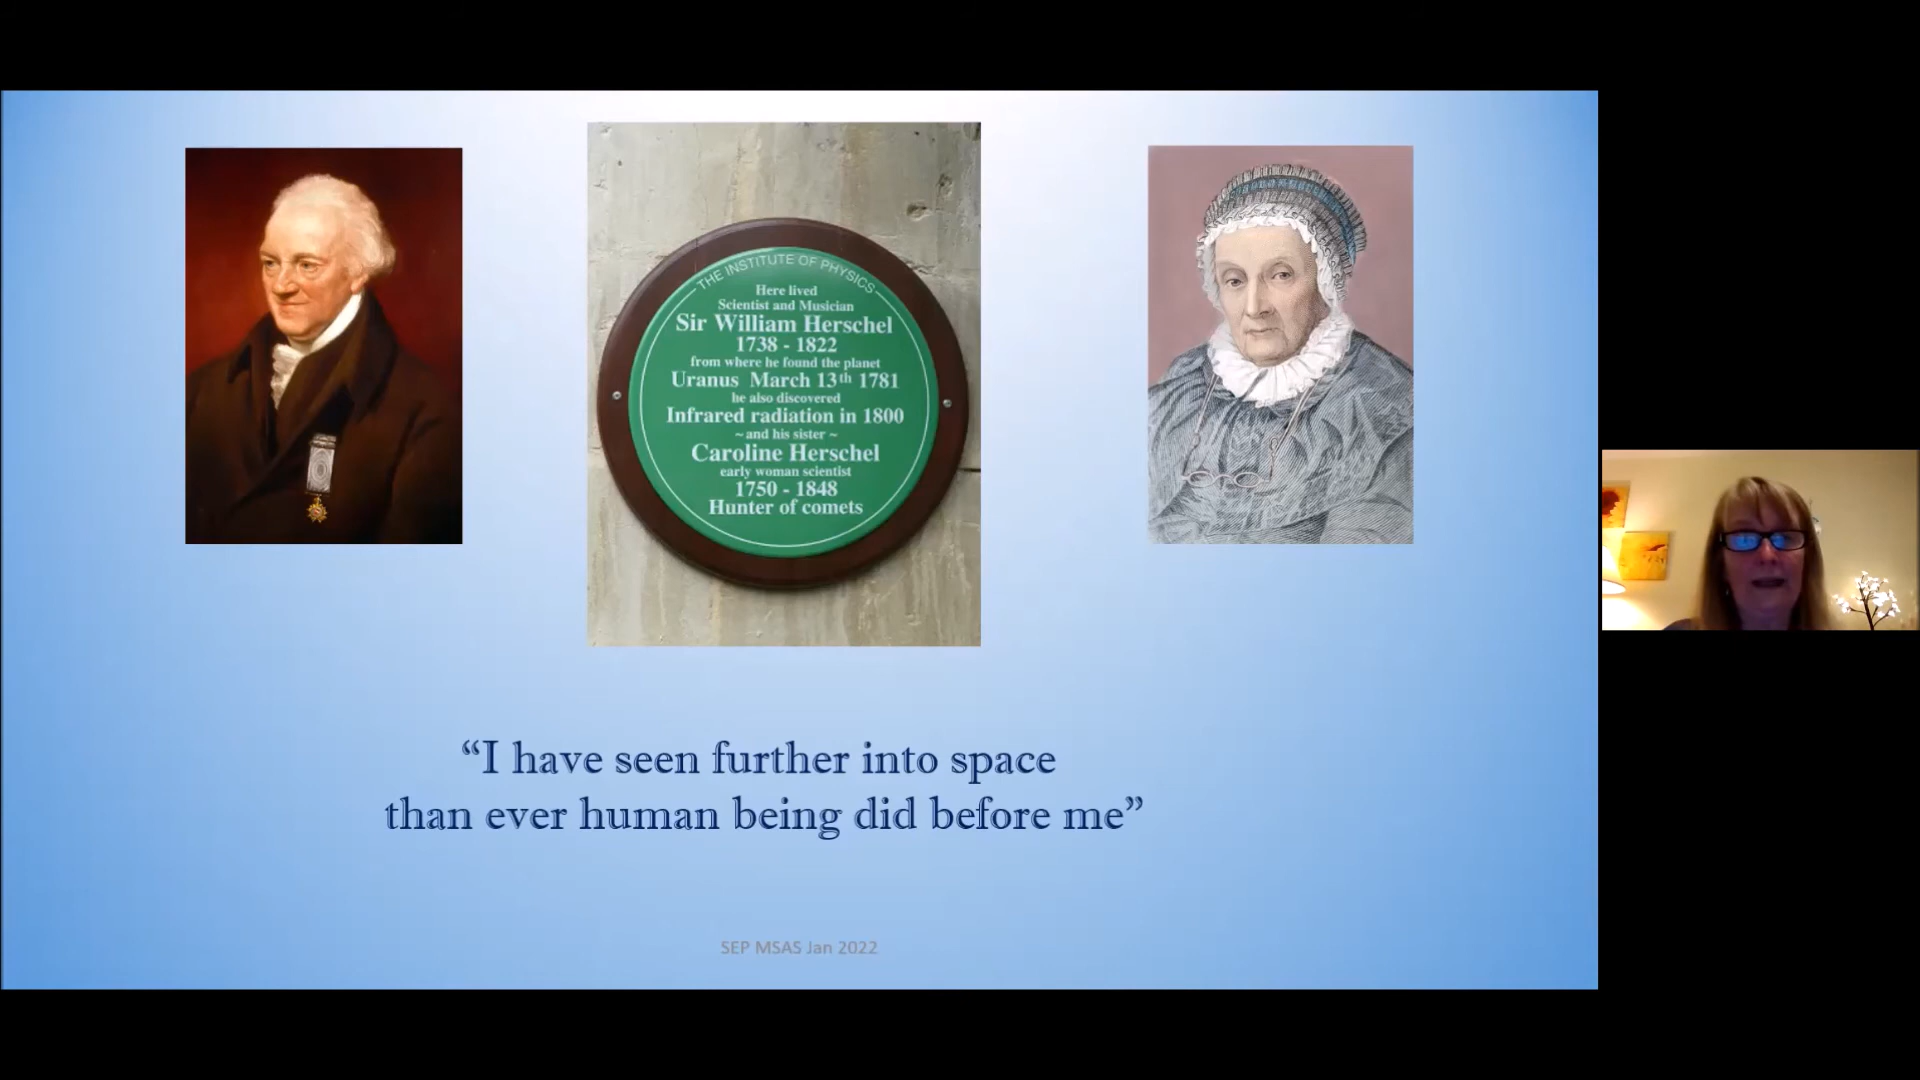 THE INSTITUTE OF PHYSICS
Here lived
Scientist and Musician
Sir William Herschel
1738 - 1822
from where he found the planet
Uranus March 13th 1781
he also discovered
Infrared radiation in 1800
~ and his sister ~
Caroline Herschel
early woman scientist
1750 - 1848
Hunter of comets
“I have seen further into space
than ever human being did before me”
SEP MSAS Jan 2022